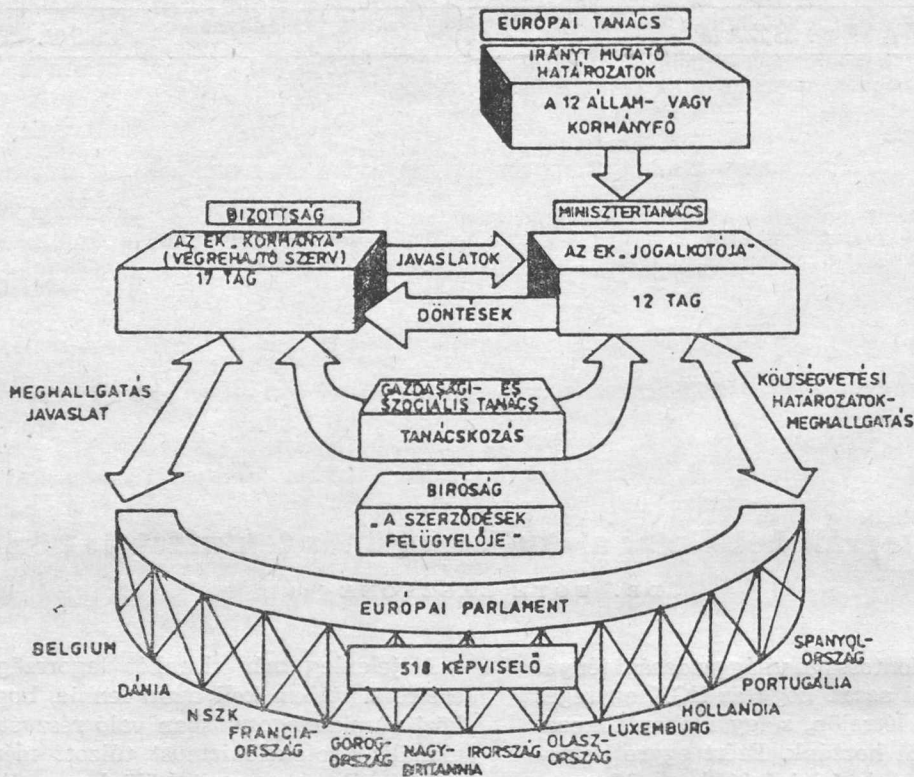 EURÓPAI TANÁCS
IRÁNYT MUTATÓ
HATÁROZATOK
A 12 ÁLLAM- VAGY
KORMÁNYFŐ
BIZOTTSÁG
AZ EK „KORMÁNYA"
(VÉGREHAJTÓ SZERV)
17 TAG
JAVASLATOK
DÖNTÉSEK
MINISZTERTANÁCS
AZ EK „JOGALKOTÓJA"
12 TAG
MEGHALLGATÁS
JAVASLAT
GAZDASÁGI- ÉS
SZOCIÁLIS TANÁCS
TANÁCSKOZÁS
KÖLTSÉGVETÉSI
HATÁROZATOK-
MEGHALLGATÁS
BIRÓSÁG
„A SZERZŐDÉSEK
FELÜGYELŐJE"
EURÓPAI PARLAMENT
518 KÉPVISELŐ
BELGIUM
DÁNIA
NSZK
FRANCIA-
ORSZÁG
GÖRÖG-
ORSZÁG
NAGY-
BRITANNIA
IRORSZÁG
OLASZ-
ORSZÁG
LUXEMBURG
HOLLANDIA
PORTUGÁLIA
SPANYOL-
ORSZÁG